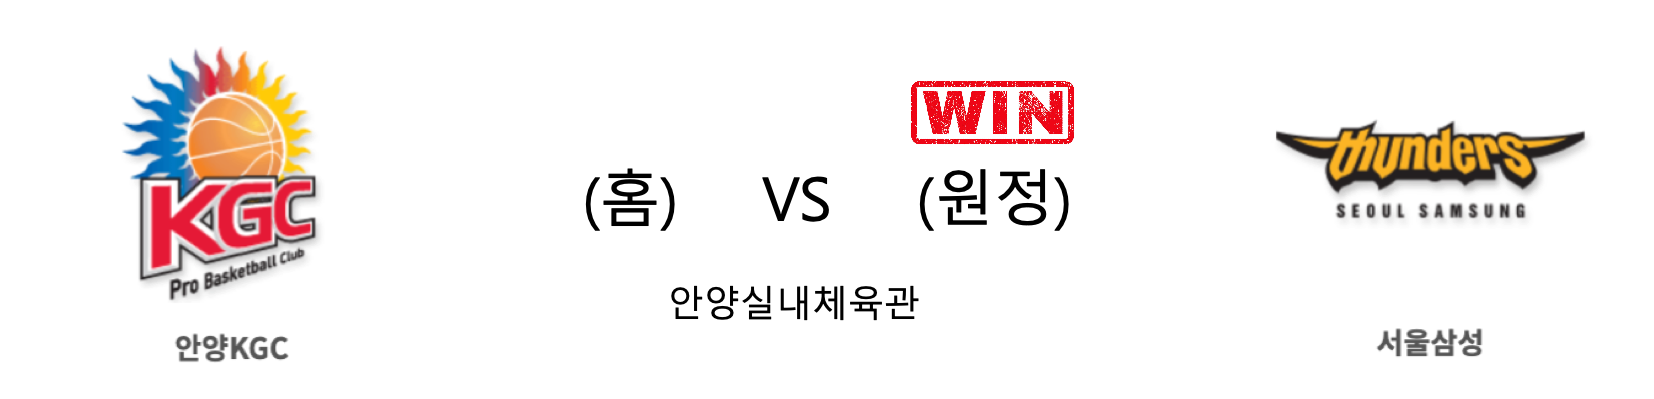 KGC
Pro Basketball Club
안양KGC
WIN
(홈) VS (원정)
안양실내체육관
thunders
SEOUL SAMSUNG
서울삼성